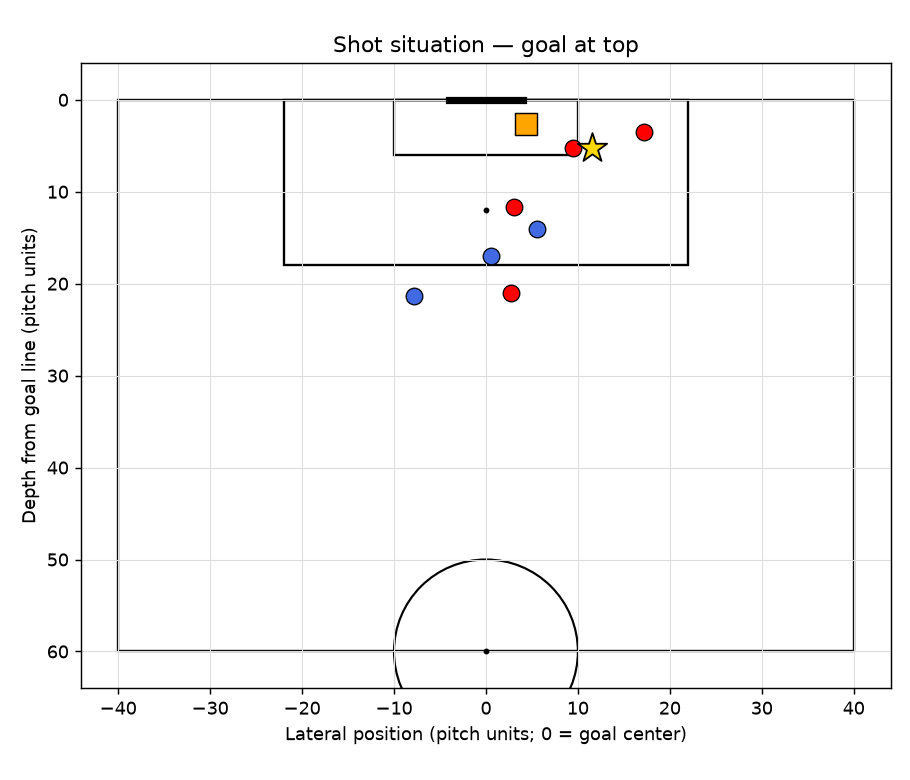 Shot situation — goal at top
Depth from goal line (pitch units)
0
10
20
30
40
50
60
−40 −30 −20 −10 0 10 20 30 40
Lateral position (pitch units; 0 = goal center)